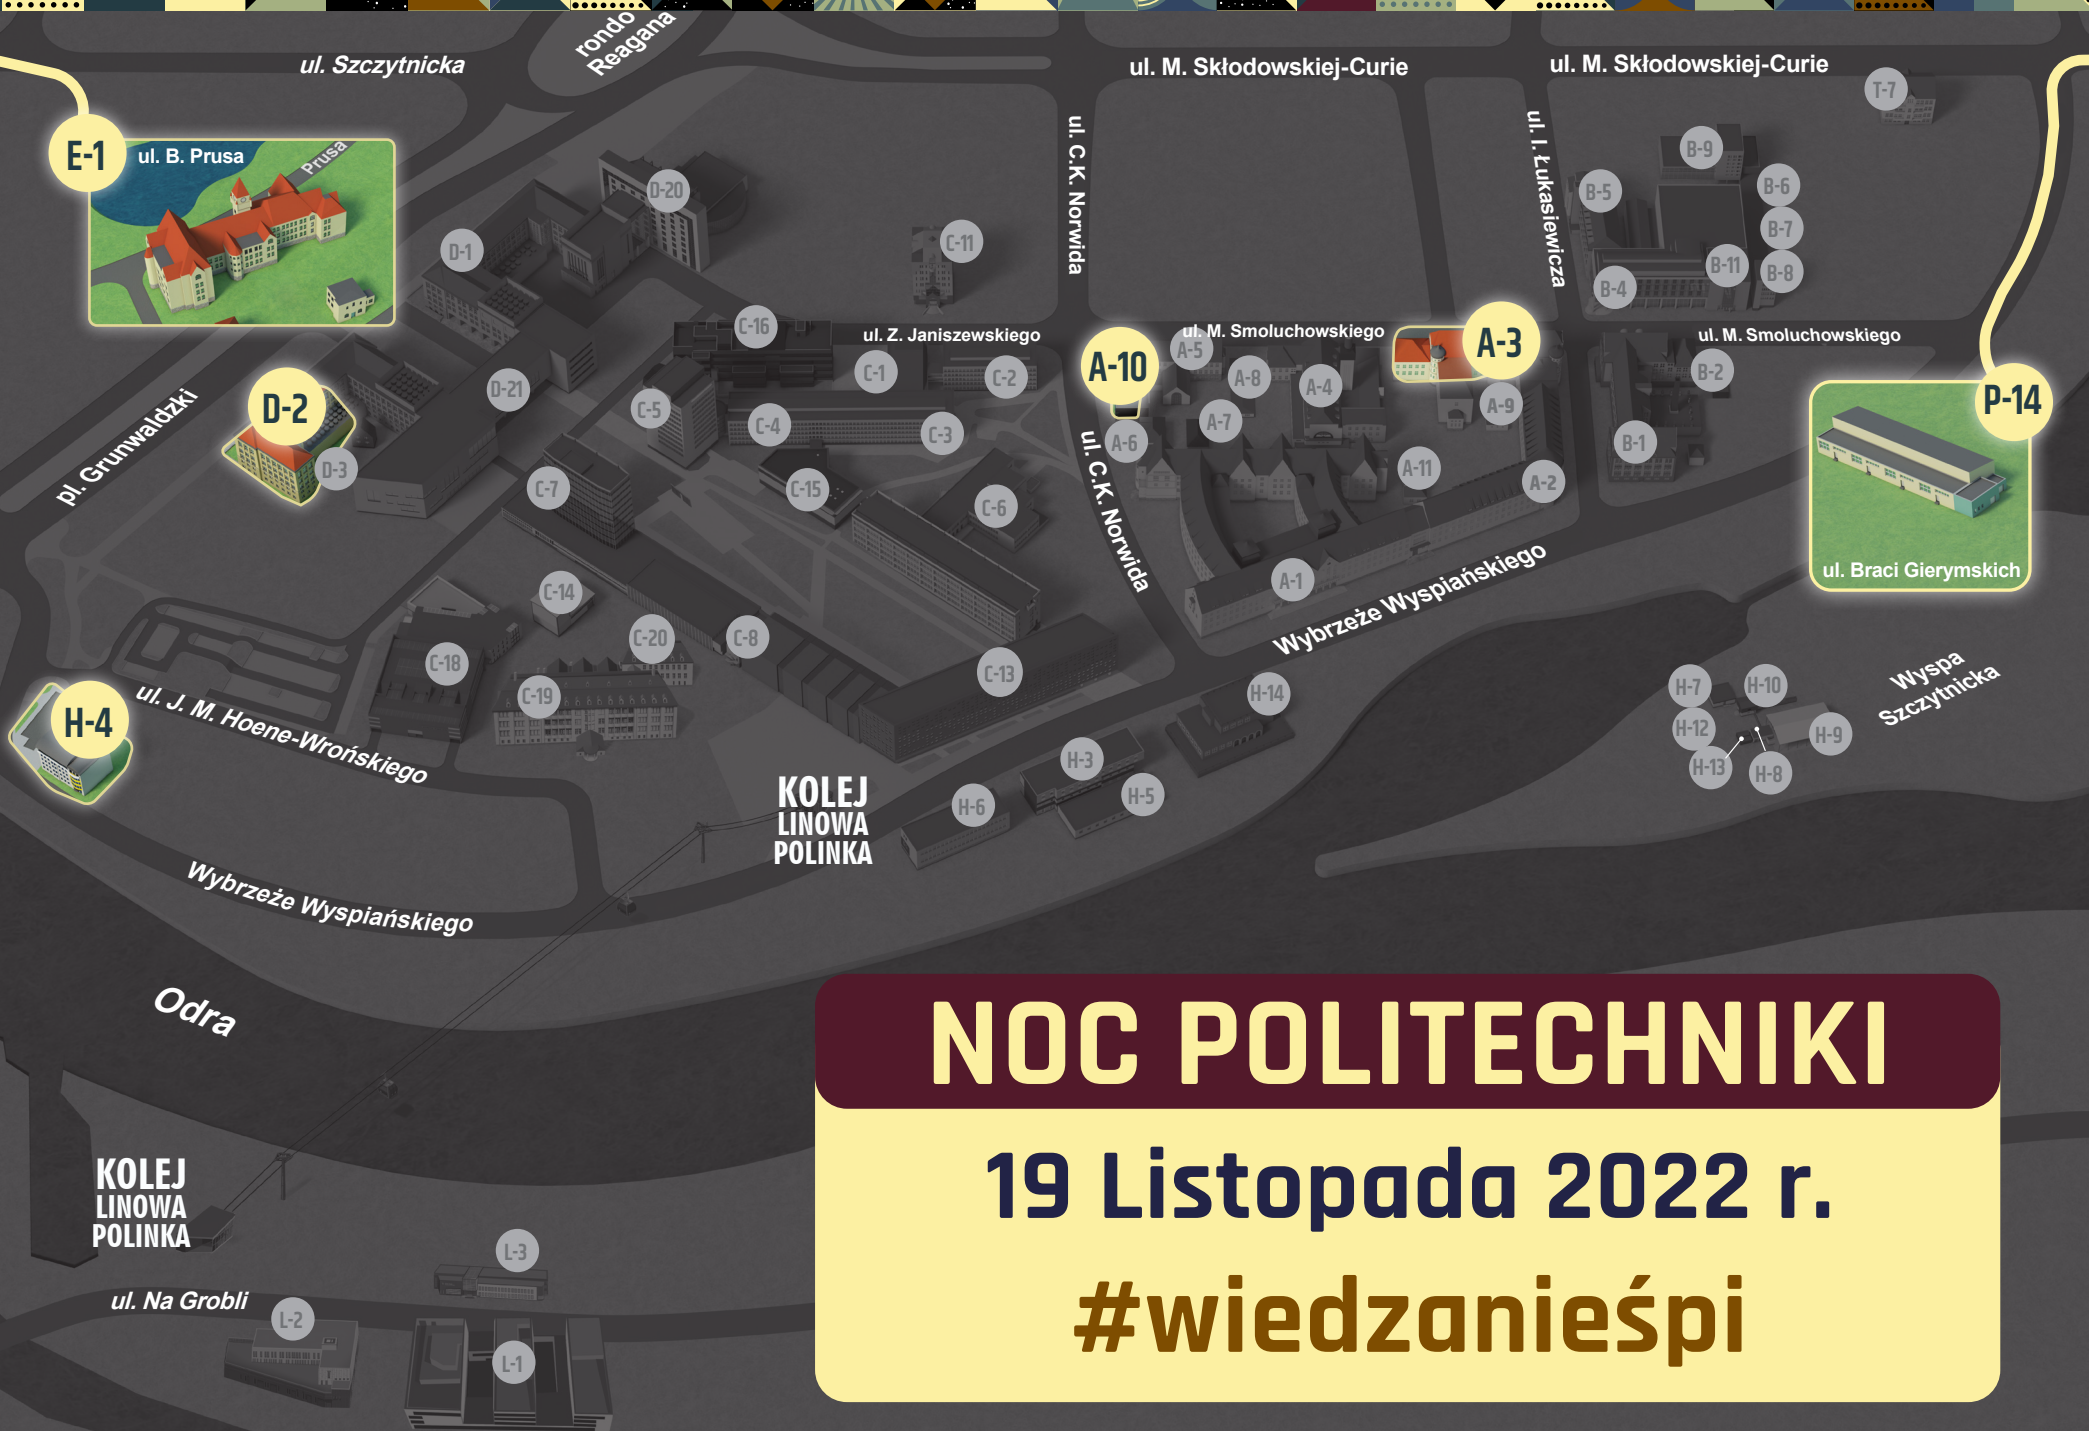 rondo
Reagana
ul. Szczytnicka
ul. M. Skłodowskiej-Curie
ul. M. Skłodowskiej-Curie
T-7
E-1
ul. B. Prusa
Prusa
ul. C.K. Norwida
ul. I. Łukasiewicza
B-9
B-5
B-6
B-7
B-11
B-8
B-4
D-20
D-1
C-11
C-16
ul. Z. Janiszewskiego
ul. M. Smoluchowskiego
A-3
ul. M. Smoluchowskiego
A-5
A-10
C-1
C-2
A-8
A-4
B-2
D-21
D-2
C-5
C-4
C-3
A-7
A-9
A-6
P-14
pl. Grunwaldzki
D-3
B-1
A-11
A-2
C-7
C-15
C-6
ul. C.K. Norwida
A-1
ul. Braci Gierymskich
C-14
C-20
C-8
Wybrzeże Wyspiańskiego
C-18
C-13
C-19
H-14
H-7
H-10
Wyspa
Szczytnicka
H-12
H-9
H-13
H-8
H-4
ul. J. M. Hoene-Wrońskiego
H-3
H-5
H-6
KOLEJ
LINOWA
POLINKA
Wybrzeże Wyspiańskiego
Odra
NOC POLITECHNIKI
19 Listopada 2022 r.
#wiedzanieśpi
KOLEJ
LINOWA
POLINKA
L-3
ul. Na Grobli
L-2
L-1